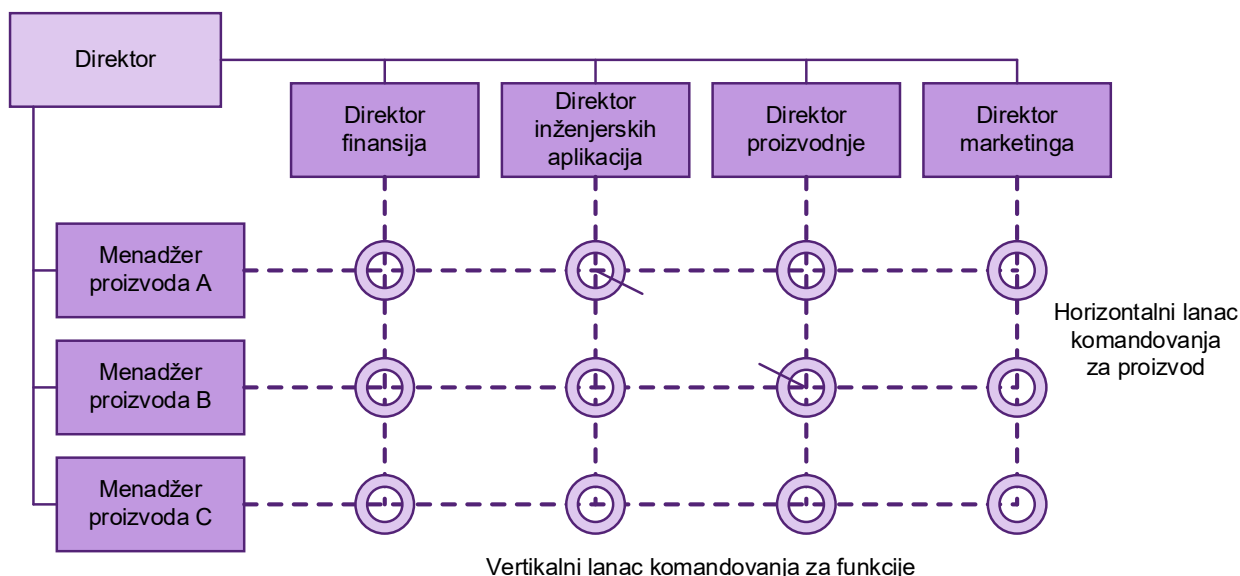 Direktor
Direktor
finansija
Direktor
inženjerskih
aplikacija
Direktor
proizvodnje
Direktor
marketinga
Menadžer
proizvoda A
Menadžer
proizvoda B
Menadžer
proizvoda C
Horizontalni lanac
komandovanja
za proizvod
Vertikalni lanac komandovanja za funkcije